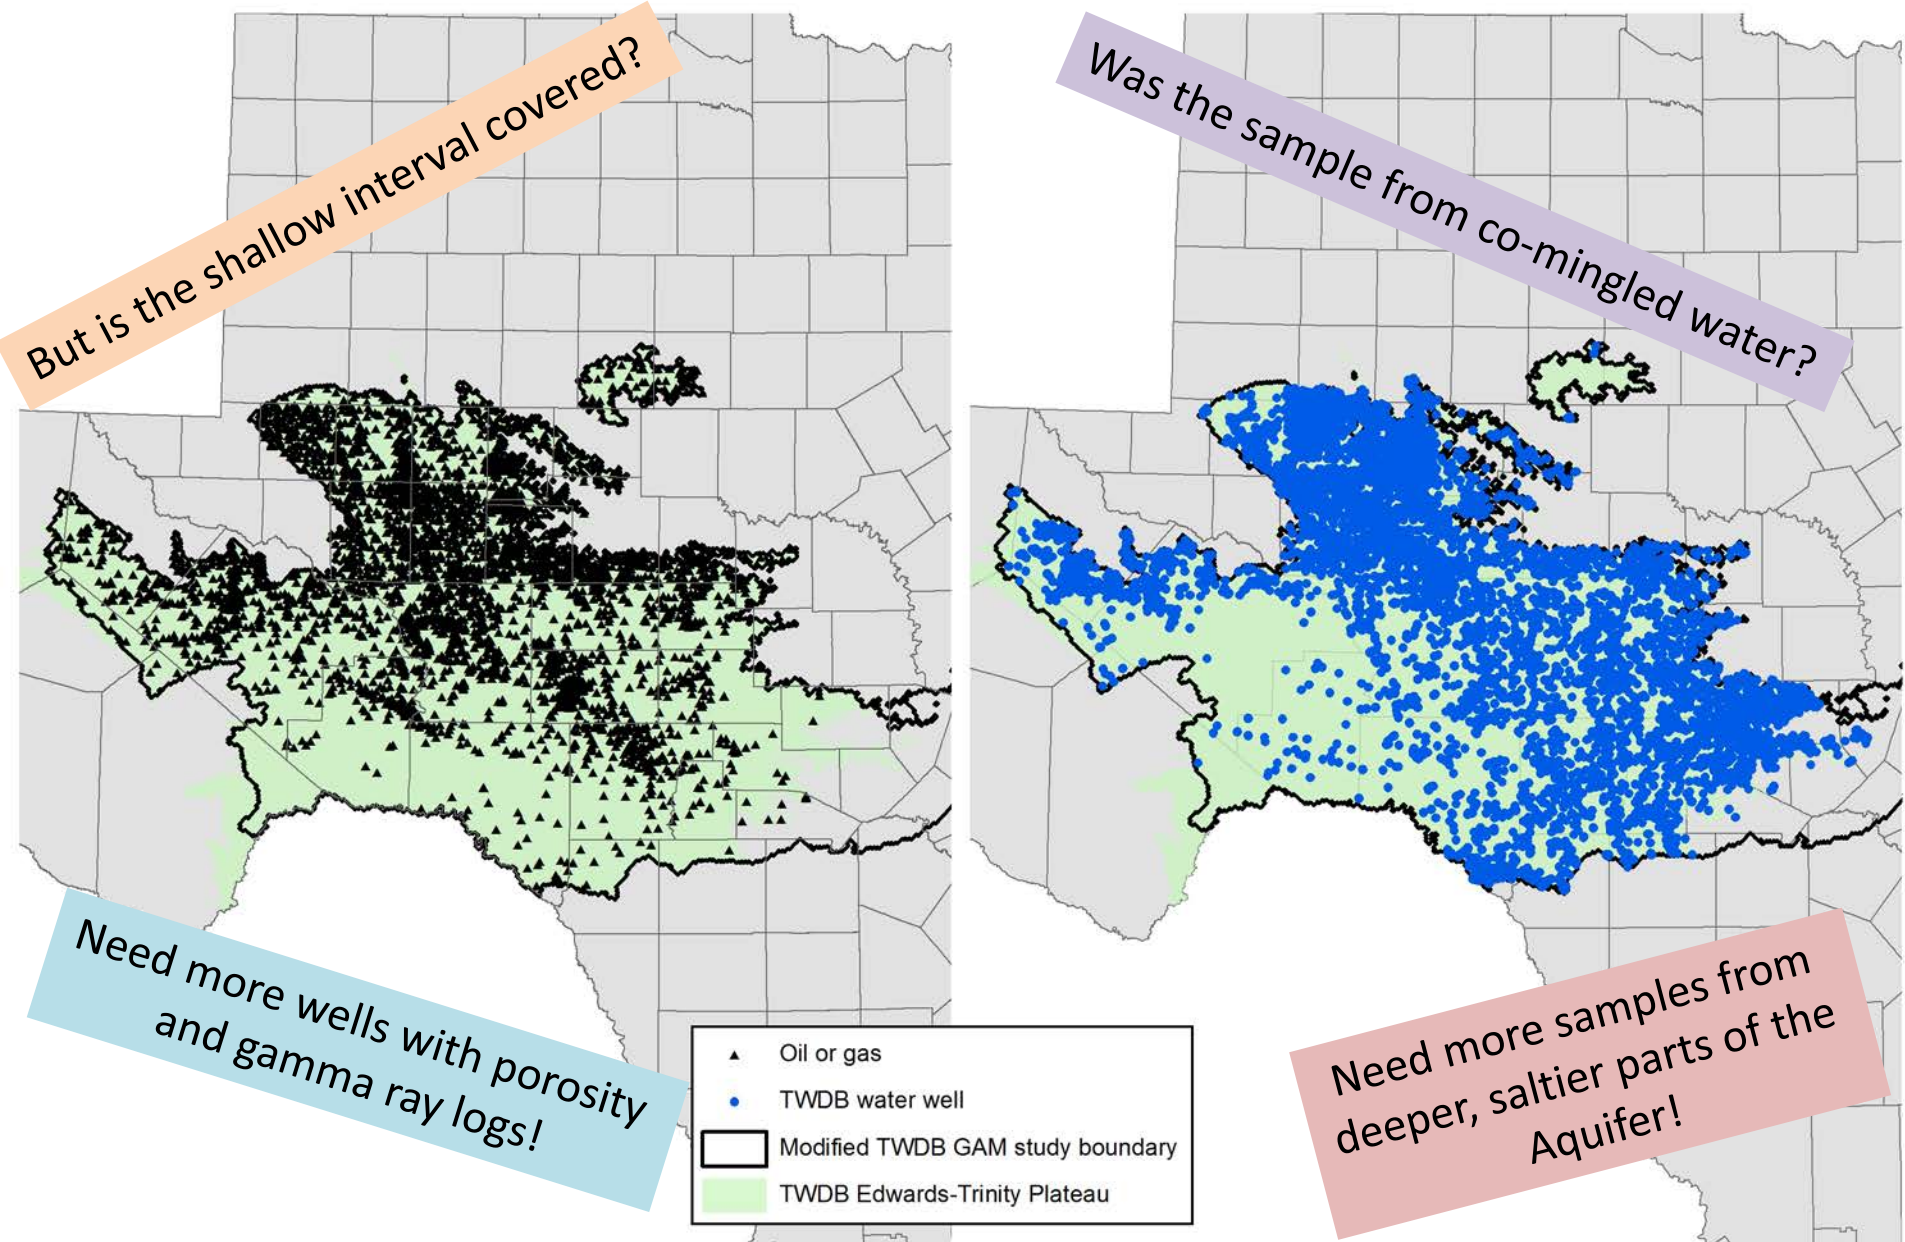 But is the shallow interval covered?
Was the sample from co-mingled water?
Need more wells with porosity
and gamma ray logs!
Oil or gas
TWDB water well
Modified TWDB GAM study boundary
TWDB Edwards-Trinity Plateau
Need more samples from
deeper, saltier parts of the
Aquifer!